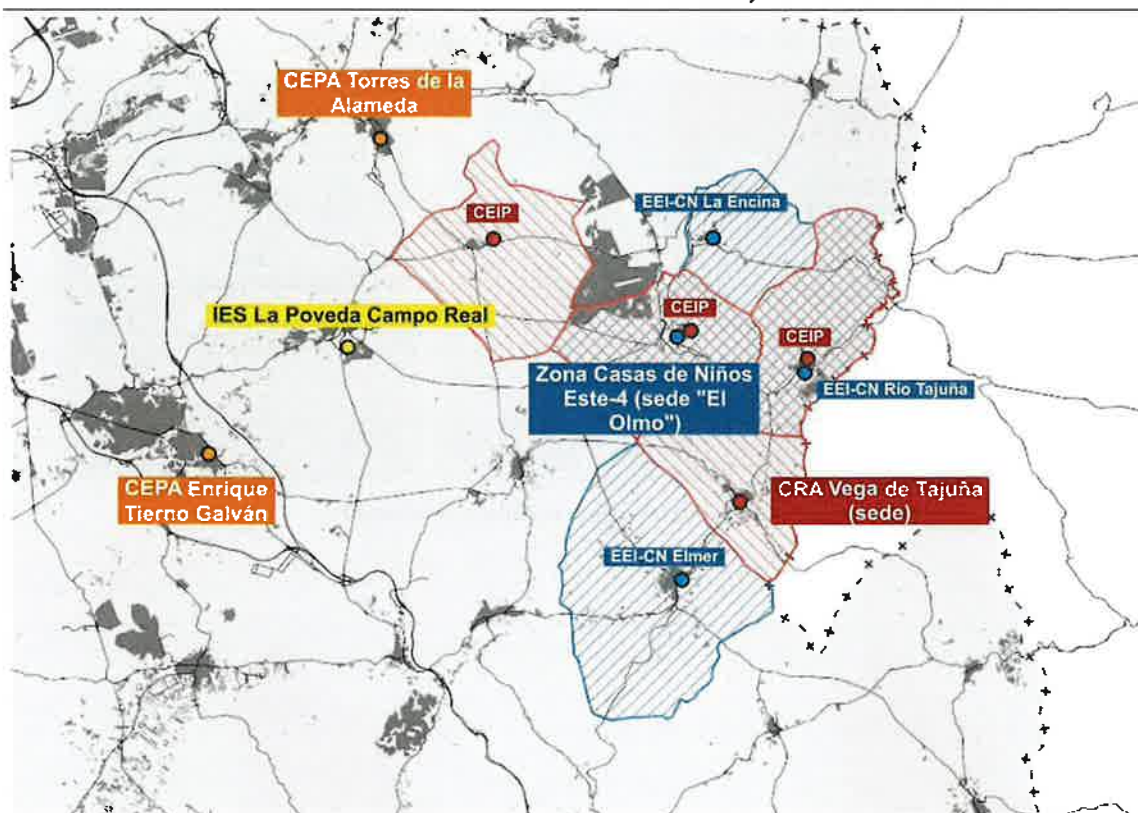 CEPA Torres de la
Alameda
EEI-CN La Encina
CEIP
IES La Poveda Campo Real
CEIP
CEIP
Zona Casas de Niños
Este-4 (sede "El
Olmo")
EEI-CN Río Tajuña
CEPA Enrique
Tierno Galván
CRA Vega de Tajuña
(sede)
EEI-CN Elmer